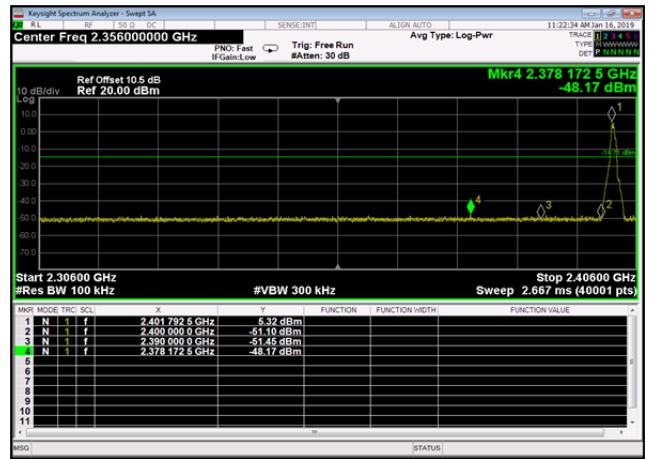 Keysight Spectrum Analyzer - Swept SA
RL RF 50 Ω DC SENSE:INT ALIGN AUTO 11:22:34 AM Jan 16, 2019
Center Freq 2.356000000 GHz
PNO: Fast
IFGain:Low
Trig: Free Run
#Atten: 30 dB
Avg Type: Log-Pwr
TRACE 1 2 3 4 5 6
TYPE MWWWWW
DET P NNNNN
Ref Offset 10.5 dB
10 dB/div Ref 20.00 dBm
Log
Mkr4 2.378 172 5 GHz
-48.17 dBm
10.0
0.00
-10.0
-20.0
-30.0
-40.0
-50.0
-60.0
-70.0
1
-14.71 dBm
4
3
2
Start 2.30600 GHz
Stop 2.40600 GHz
#Res BW 100 kHz
#VBW 300 kHz
Sweep 2.667 ms (40001 pts)
MKR MODE TRC SCL X Y FUNCTION FUNCTION WIDTH FUNCTION VALUE
1 N 1 f 2.401 792 5 GHz 5.32 dBm
2 N 1 f 2.400 000 0 GHz -51.10 dBm
3 N 1 f 2.390 000 0 GHz -51.45 dBm
4 N 1 f 2.378 172 5 GHz -48.17 dBm
5
6
7
8
9
10
11
MSG STATUS